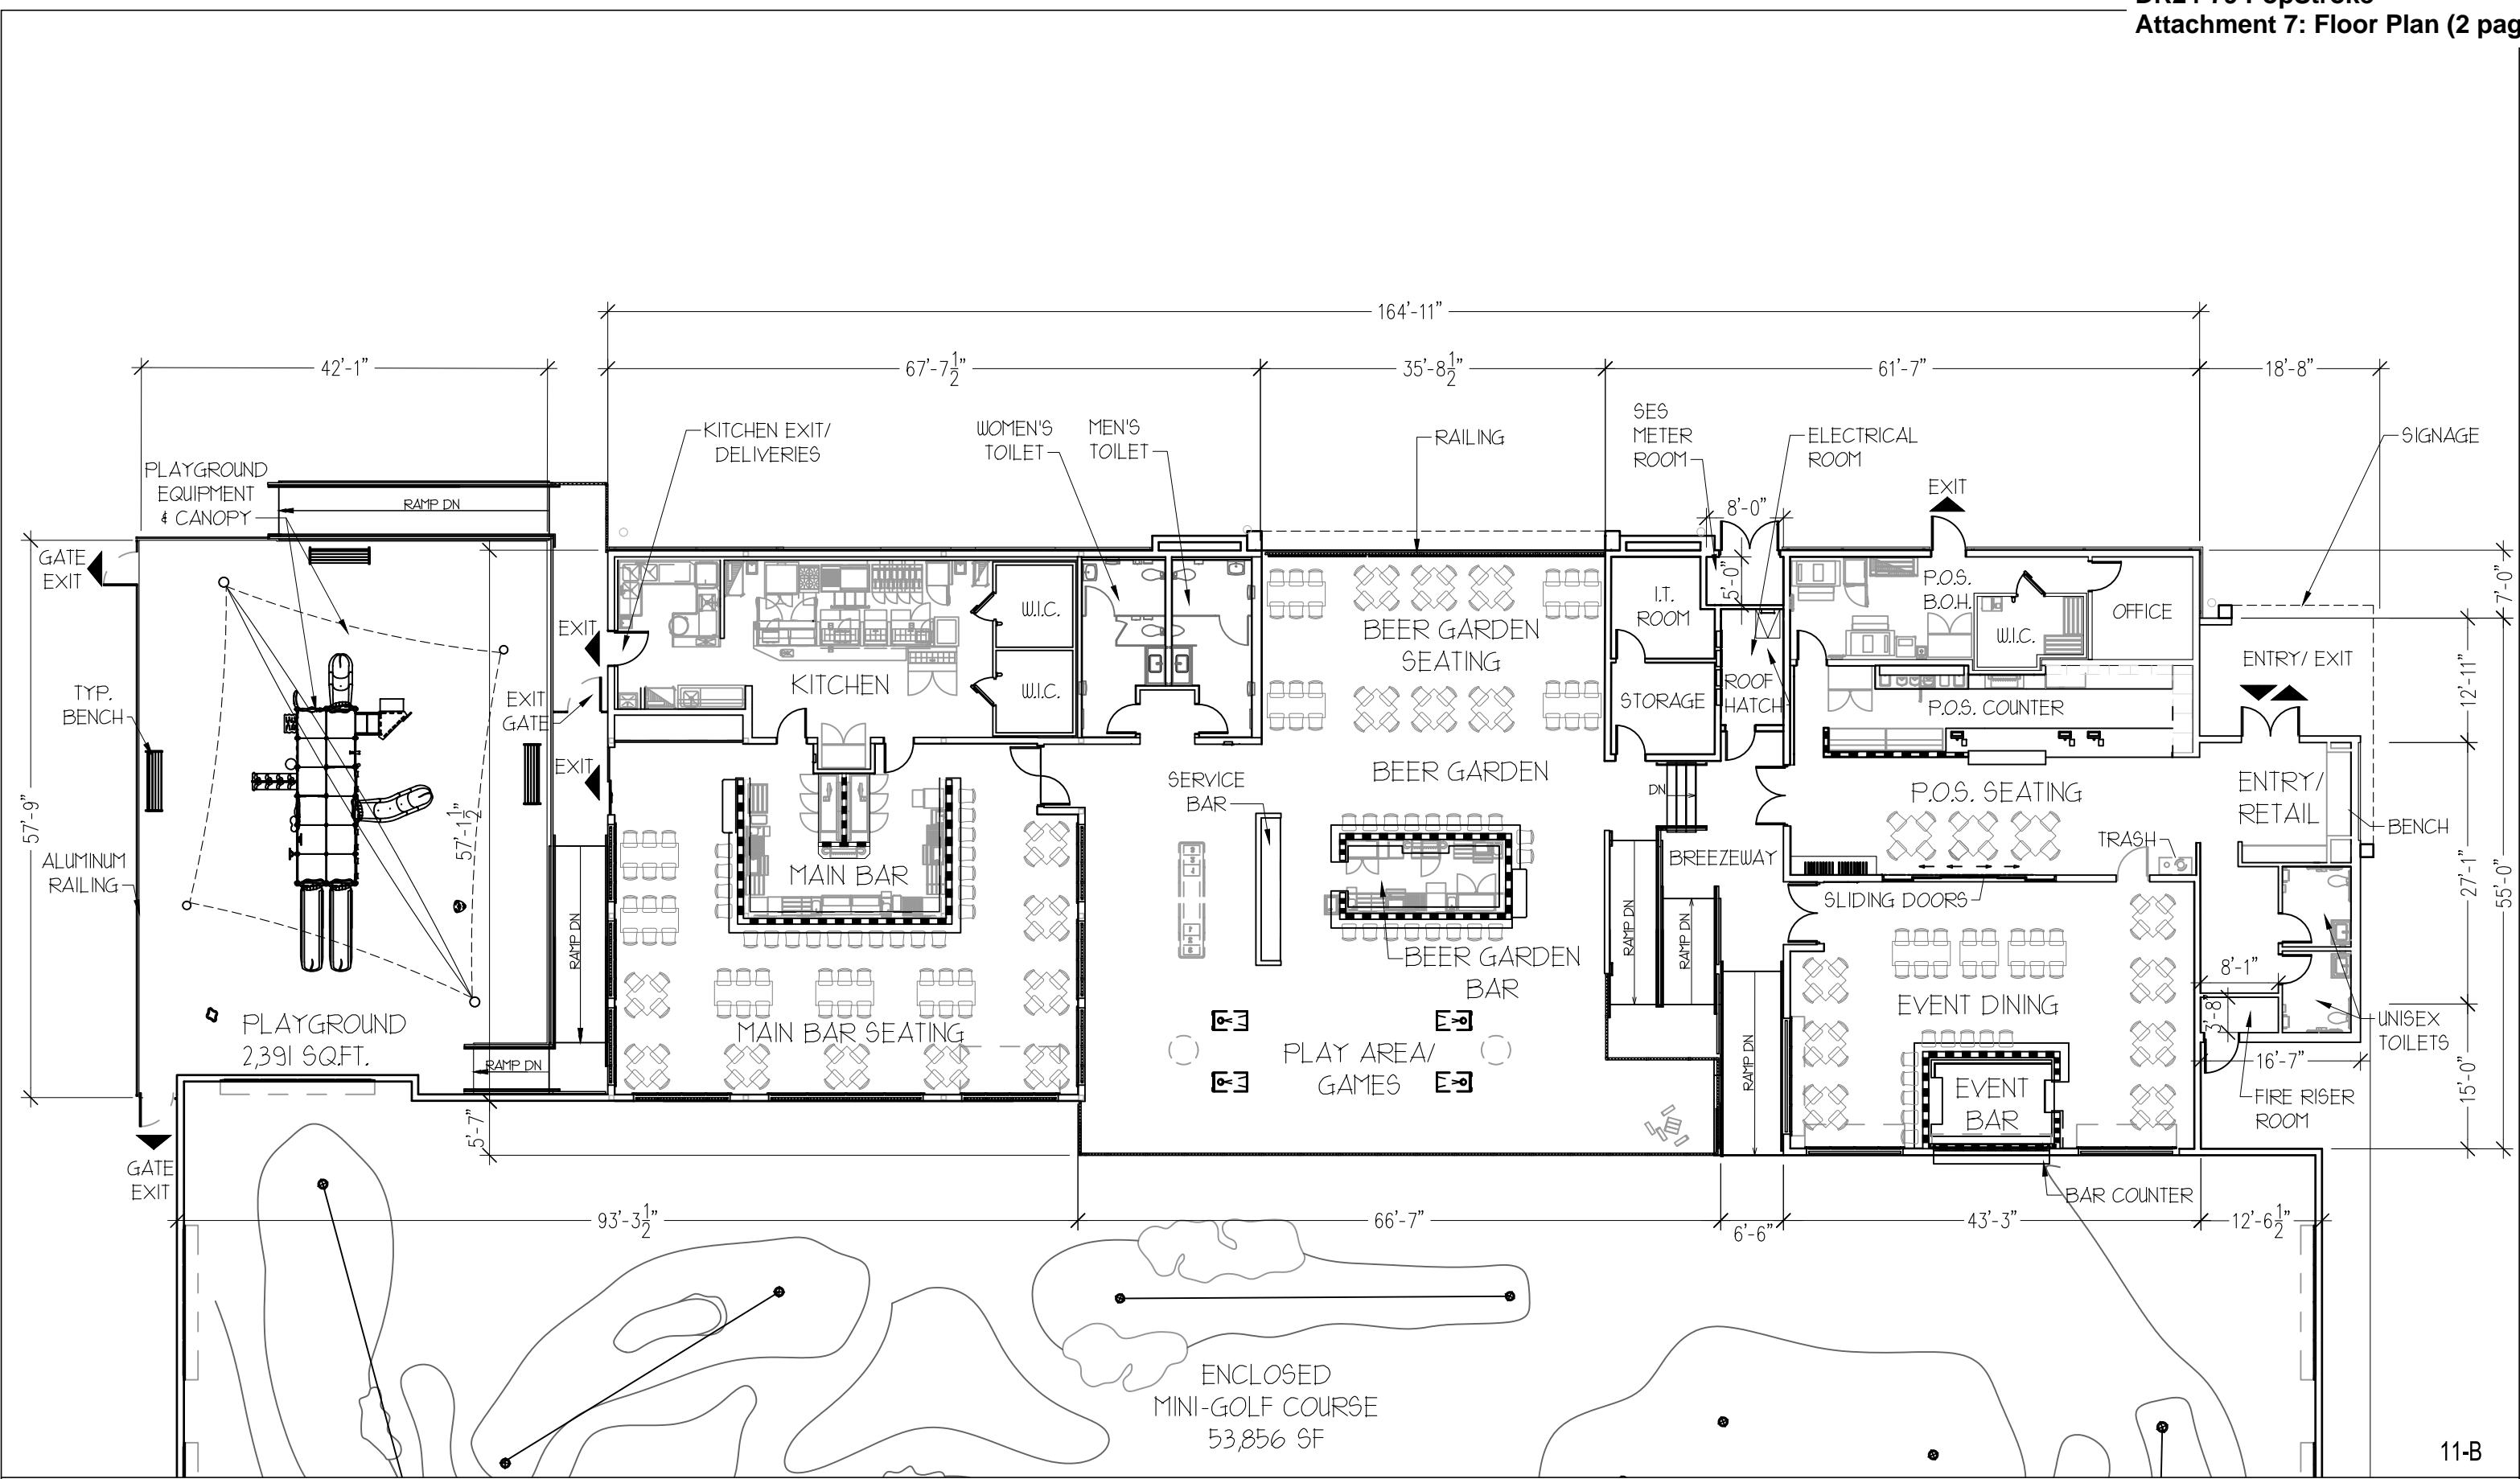 Attachment 7: Floor Plan (2 pag
164'-11"
42'-1"
67'-7 1/2"
35'-8 1/2"
61'-7"
18'-8"
SES
METER
ROOM
KITCHEN EXIT/
DELIVERIES
WOMEN'S
TOILET
MEN'S
TOILET
RAILING
ELECTRICAL
ROOM
SIGNAGE
PLAYGROUND
EQUIPMENT
& CANOPY
RAMP DN
EXIT
8'-0"
GATE
EXIT
5'-0"
7'-0"
P.O.S.
B.O.H.
OFFICE
W.I.C.
I.T.
ROOM
W.I.C.
BEER GARDEN
SEATING
EXIT
ENTRY/ EXIT
12'-11"
TYP.
BENCH
EXIT
GATE
KITCHEN
W.I.C.
STORAGE
ROOF
HATCH
P.O.S. COUNTER
EXIT
SERVICE
BAR
BEER GARDEN
DN
P.O.S. SEATING
ENTRY/
RETAIL
BENCH
TRASH
57'-9"
57'-1 1/2"
ALUMINUM
RAILING
MAIN BAR
BREEZEWAY
27'-1"
55'-0"
SLIDING DOORS
RAMP DN
RAMP DN
RAMP DN
BEER GARDEN
BAR
8'-1"
EVENT DINING
3'-8"
UNISEX
TOILETS
PLAYGROUND
2,391 SQ.FT.
MAIN BAR SEATING
PLAY AREA/
GAMES
RAMP DN
RAMP DN
16'-7"
15'-0"
EVENT
BAR
FIRE RISER
ROOM
5'-7"
GATE
EXIT
BAR COUNTER
93'-3 1/2"
66'-7"
6'-6"
43'-3"
12'-6 1/2"
ENCLOSED
MINI-GOLF COURSE
53,856 SF
11-B